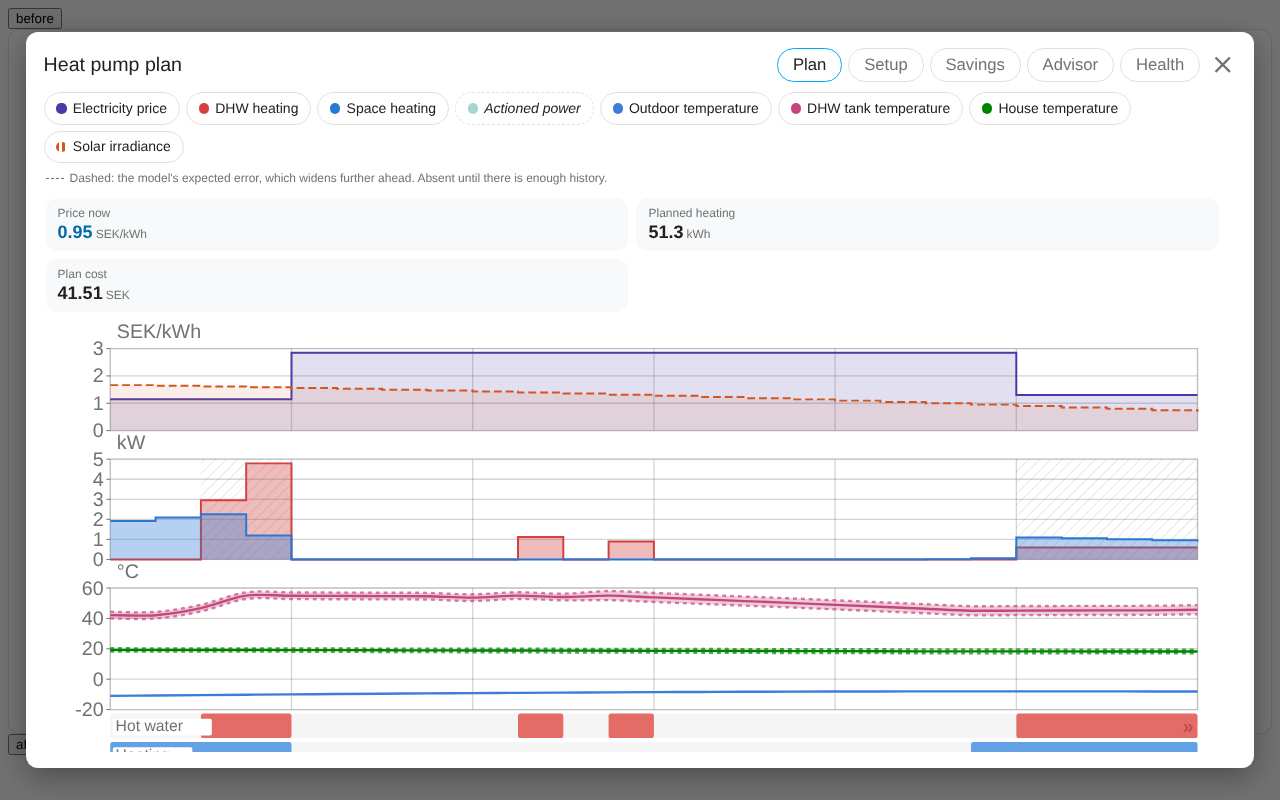 before
Heat pump plan
Plan Setup Savings Advisor Health
Electricity price DHW heating Space heating Actioned power Outdoor temperature DHW tank temperature House temperature
Solar irradiance
Dashed: the model's expected error, which widens further ahead. Absent until there is enough history.
Price now
0.95 SEK/kWh
Planned heating
51.3 kWh
Plan cost
41.51 SEK
SEK/kWh
3
2
1
0
kW
5
4
3
2
1
0
°C
60
40
20
0
-20
Hot water »